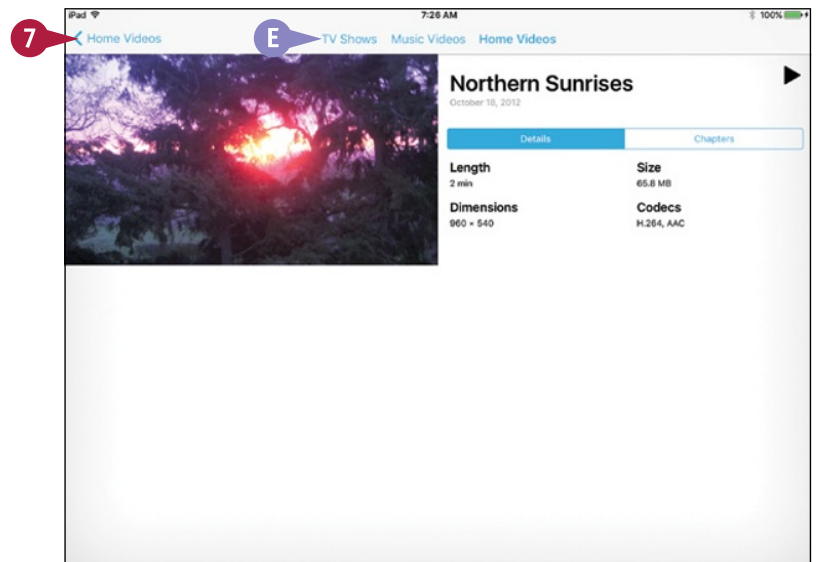 iPad 7:26 AM 100%
7 Home Videos E TV Shows Music Videos Home Videos
Northern Sunrises
October 18, 2012
Details Chapters
Length Size
2 min 65.8 MB
Dimensions Codecs
960 × 540 H.264, AAC